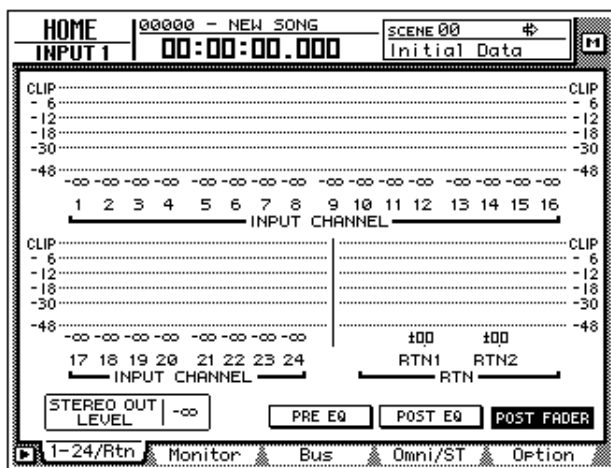 HOME
INPUT 1
00000 - NEW SONG
00:00:00.000
SCENE 00
Initial Data
M
CLIP CLIP
- 6 - 6
-12 -12
-18 -18
-30 -30
-48 -48
-∞ -∞ -∞ -∞ -∞ -∞ -∞ -∞ -∞ -∞ -∞ -∞ -∞ -∞ -∞ -∞
1 2 3 4 5 6 7 8 9 10 11 12 13 14 15 16
INPUT CHANNEL
CLIP CLIP
- 6 - 6
-12 -12
-18 -18
-30 -30
-48 -48
-∞ -∞ -∞ -∞ -∞ -∞ -∞ -∞ ±00 ±00
17 18 19 20 21 22 23 24 RTN1 RTN2
INPUT CHANNEL RTN
STEREO OUT LEVEL -∞ PRE EQ POST EQ POST FADER
1-24/Rtn Monitor Bus Omni/ST Option